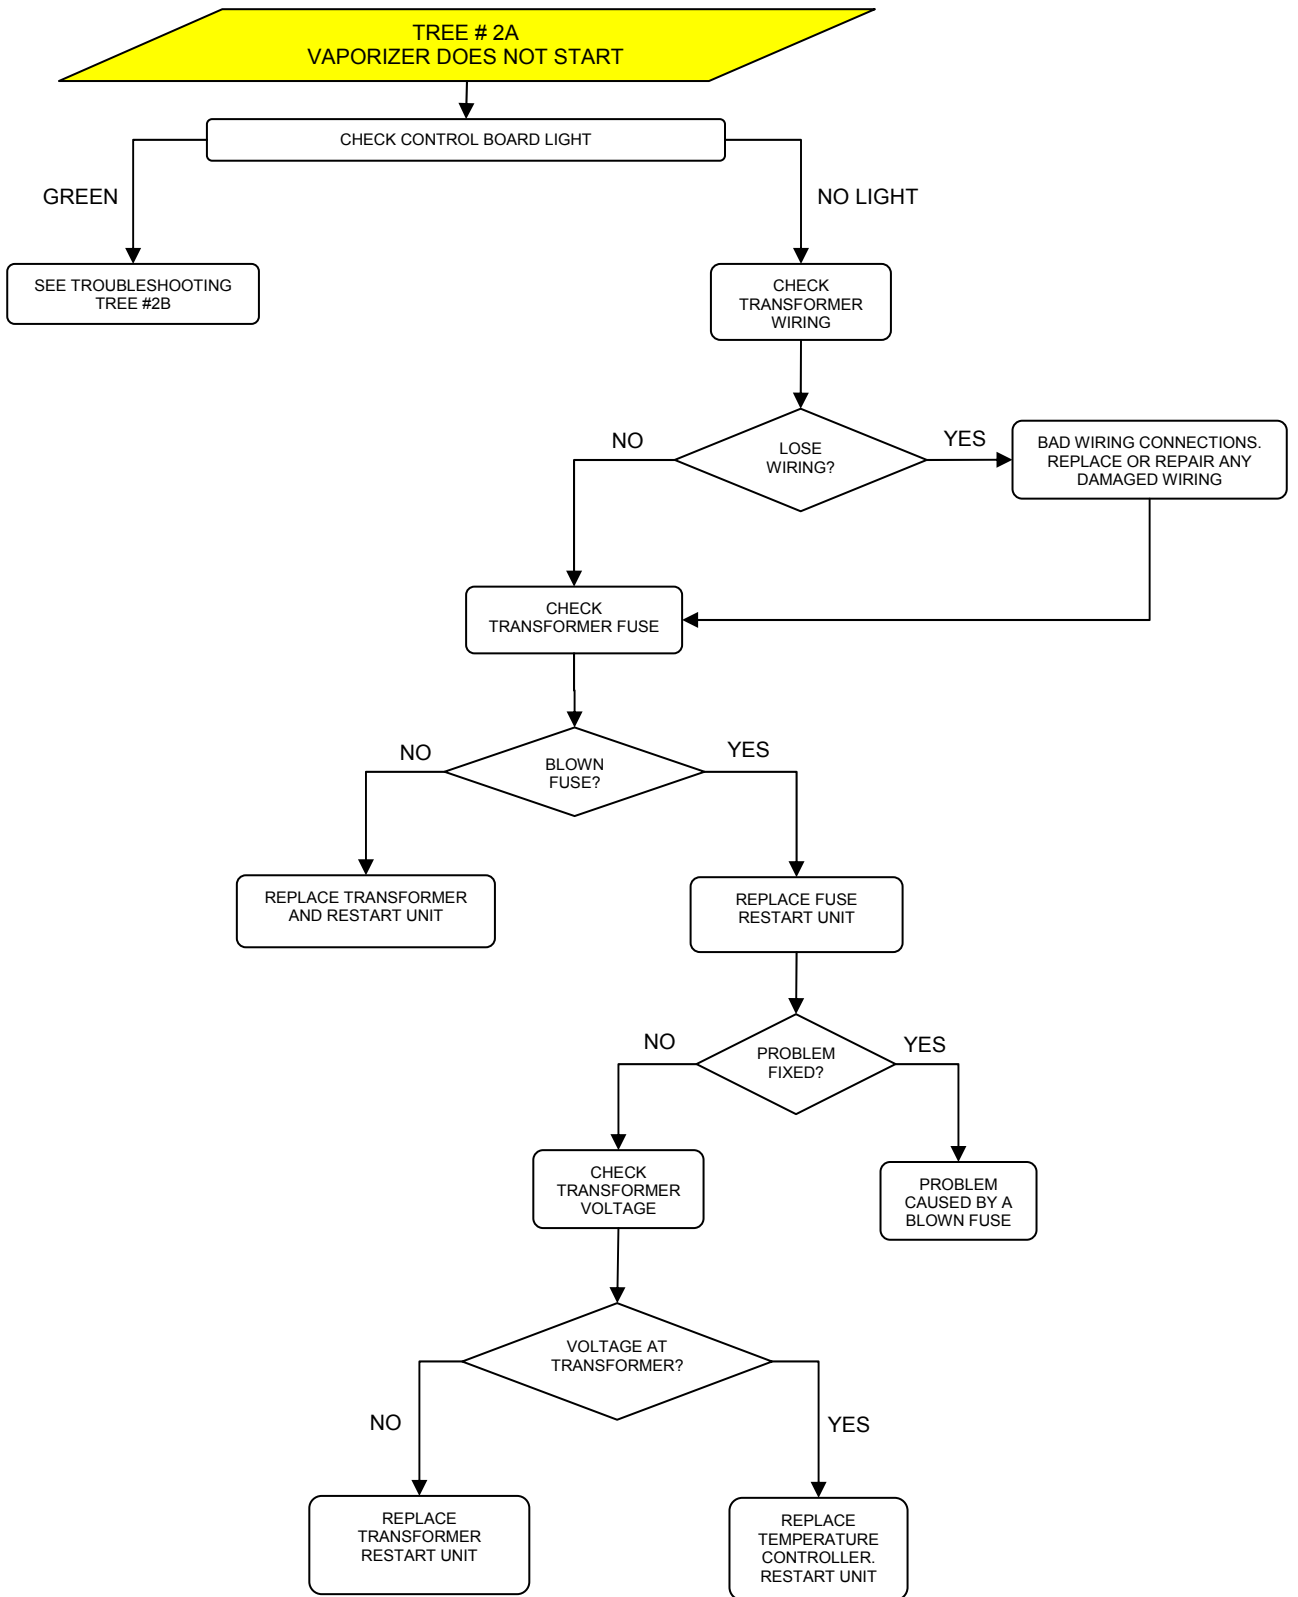 TREE # 2A
VAPORIZER DOES NOT START
CHECK CONTROL BOARD LIGHT
GREEN
NO LIGHT
SEE TROUBLESHOOTING
TREE #2B
CHECK
TRANSFORMER
WIRING
NO
LOSE
WIRING?
YES
BAD WIRING CONNECTIONS.
REPLACE OR REPAIR ANY
DAMAGED WIRING
CHECK
TRANSFORMER FUSE
NO
BLOWN
FUSE?
YES
REPLACE TRANSFORMER
AND RESTART UNIT
REPLACE FUSE
RESTART UNIT
NO
PROBLEM
FIXED?
YES
CHECK
TRANSFORMER
VOLTAGE
PROBLEM
CAUSED BY A
BLOWN FUSE
VOLTAGE AT
TRANSFORMER?
NO
YES
REPLACE
TRANSFORMER
RESTART UNIT
REPLACE
TEMPERATURE
CONTROLLER.
RESTART UNIT